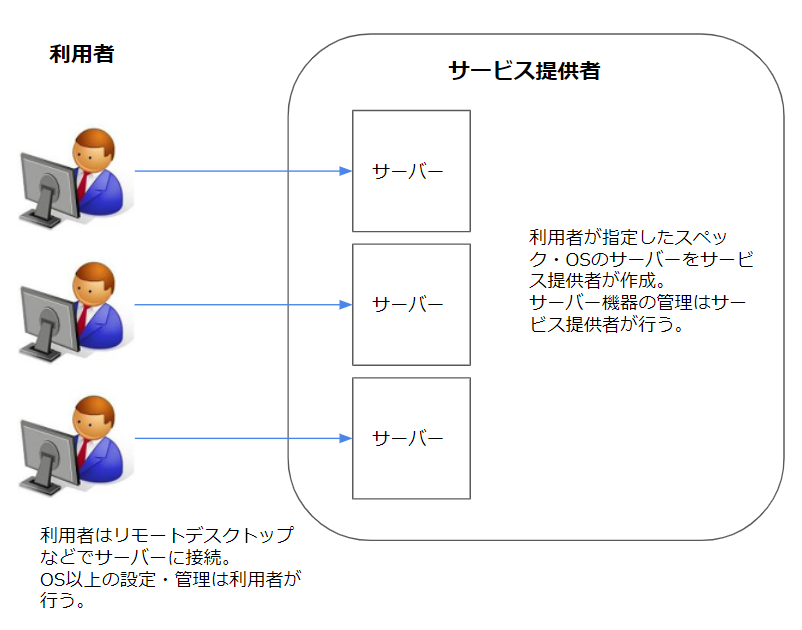 利用者
サービス提供者
サーバー
サーバー
サーバー
利用者が指定したスペッ
ク・OSのサーバーをサービ
ス提供者が作成。
サーバー機器の管理はサー
ビス提供者が行う。
利用者はリモートデスクトップ
などでサーバーに接続。
OS以上の設定・管理は利用者が
行う。